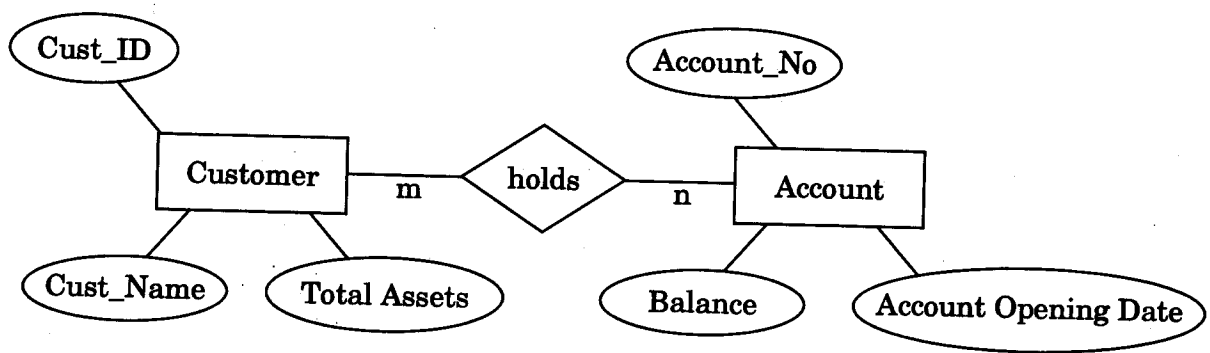 Cust_ID
Account_No
Customer
m
holds
n
Account
Cust_Name
Total Assets
Balance
Account Opening Date